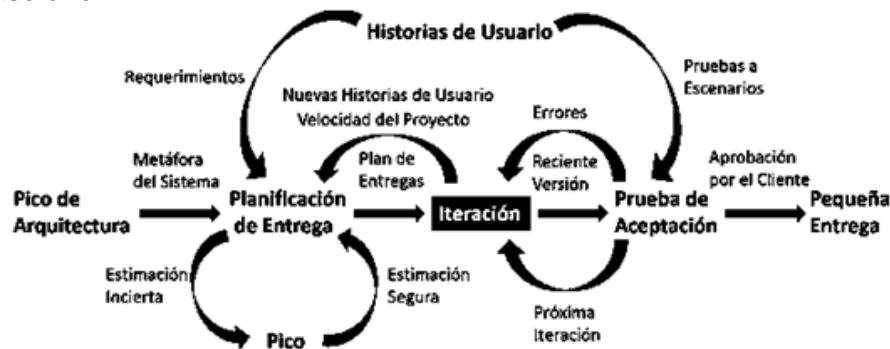 Historias de Usuario
Requerimientos
Pruebas a
Escenarios
Nuevas Historias de Usuario
Velocidad del Proyecto
Errores
Metáfora
del Sistema
Plan de
Entregas
Reciente
Versión
Aprobación
por el Cliente
Pico de
Arquitectura
Planificación
de Entrega
Iteración
Prueba de
Aceptación
Pequeña
Entrega
Estimación
Incierta
Estimación
Segura
Próxima
Iteración
Pico